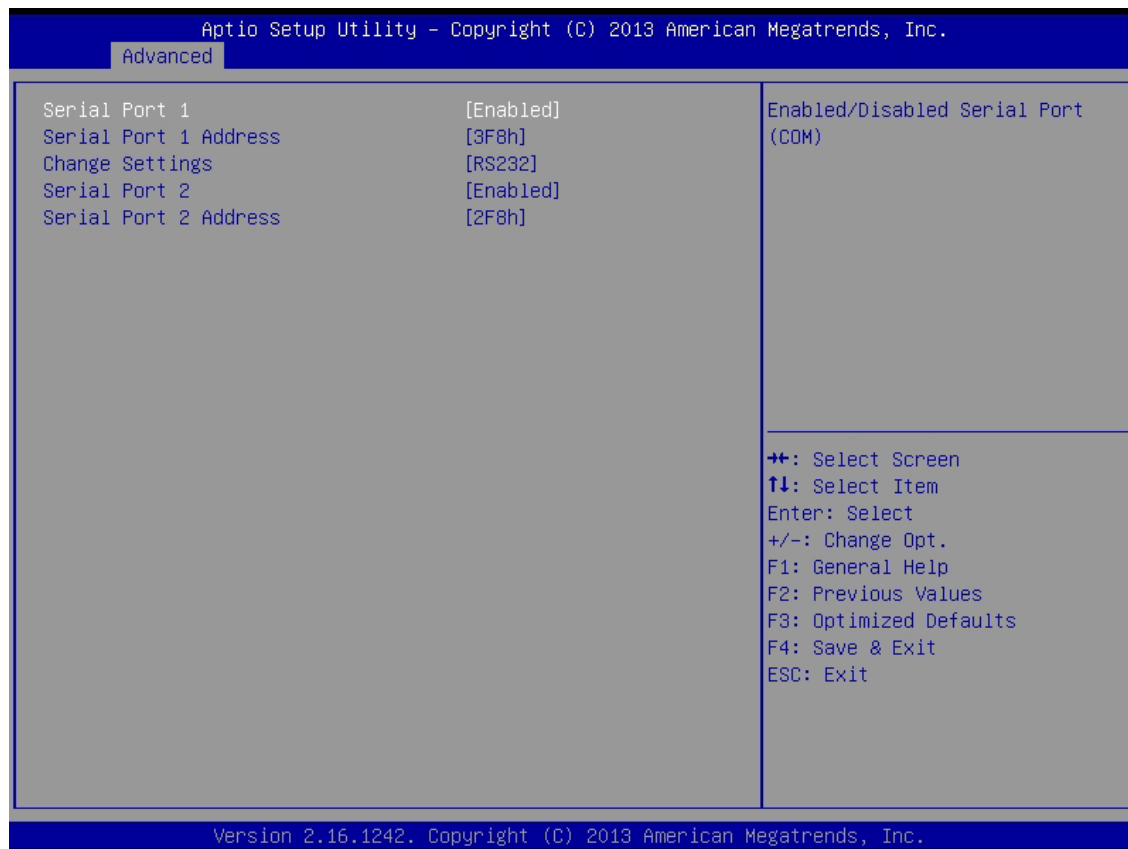 Aptio Setup Utility – Copyright (C) 2013 American Megatrends, Inc.
Advanced
Serial Port 1 [Enabled]
Serial Port 1 Address [3F8h]
Change Settings [RS232]
Serial Port 2 [Enabled]
Serial Port 2 Address [2F8h]
Enabled/Disabled Serial Port
(COM)
→←: Select Screen
↑↓: Select Item
Enter: Select
+/-: Change Opt.
F1: General Help
F2: Previous Values
F3: Optimized Defaults
F4: Save & Exit
ESC: Exit
Version 2.16.1242. Copyright (C) 2013 American Megatrends, Inc.